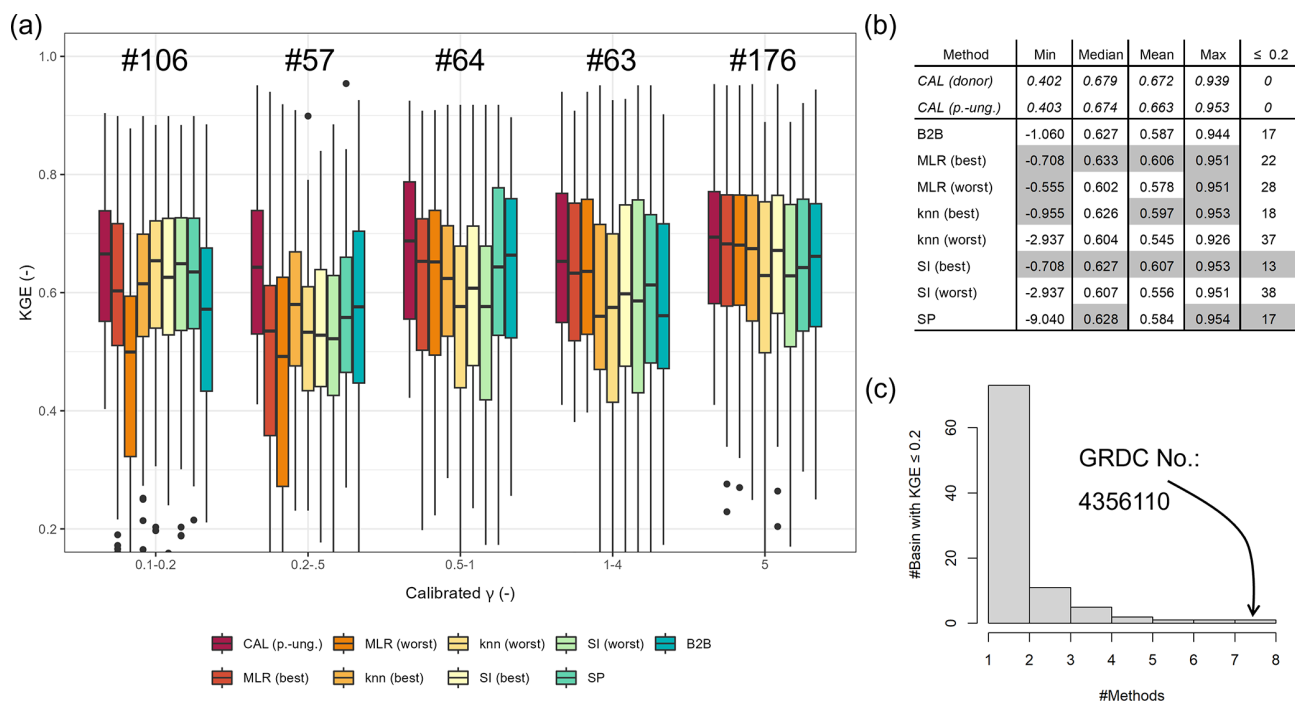 (a)
#106 #57 #64 #63 #176
1.0
0.8
0.6
0.4
0.2
KGE (-)
0.1-0.2 0.2-.5 0.5-1 1-4 5
Calibrated γ (-)
CAL (p.-ung.) MLR (worst) knn (worst) SI (worst) B2B
MLR (best) knn (best) SI (best) SP
(b)
Method Min Median Mean Max ≤ 0.2
CAL (donor) 0.402 0.679 0.672 0.939 0
CAL (p.-ung.) 0.403 0.674 0.663 0.953 0
B2B -1.060 0.627 0.587 0.944 17
MLR (best) -0.708 0.633 0.606 0.951 22
MLR (worst) -0.555 0.602 0.578 0.951 28
knn (best) -0.955 0.626 0.597 0.953 18
knn (worst) -2.937 0.604 0.545 0.926 37
SI (best) -0.708 0.627 0.607 0.953 13
SI (worst) -2.937 0.607 0.556 0.951 38
SP -9.040 0.628 0.584 0.954 17
(c)
#Basin with KGE ≤ 0.2
60
40
20
0
GRDC No.:
4356110
1 2 3 4 5 6 7 8
#Methods